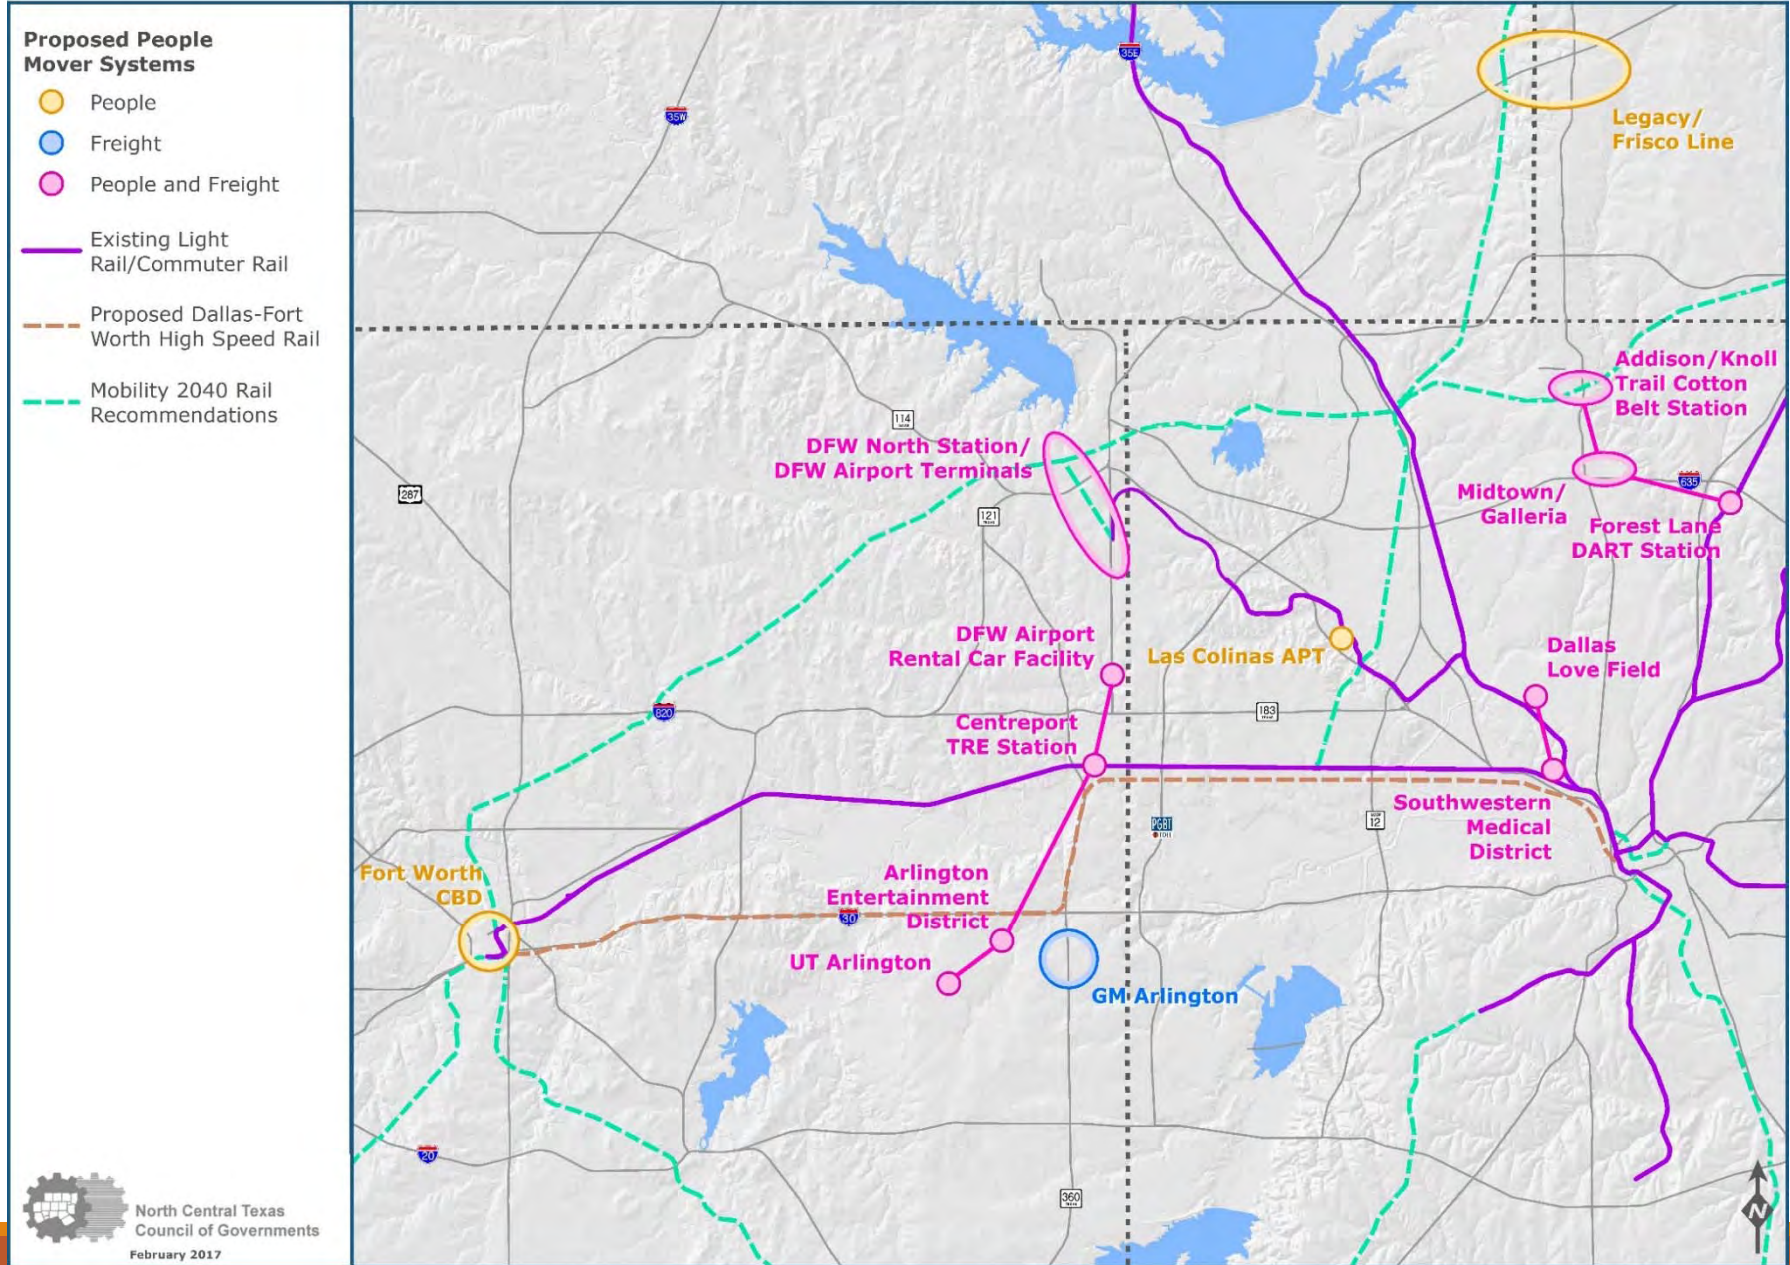 Proposed People
Mover Systems
People
Freight
People and Freight
Existing Light
Rail/Commuter Rail
Proposed Dallas-Fort
Worth High Speed Rail
Mobility 2040 Rail
Recommendations
North Central Texas
Council of Governments
February 2017
35E
35W
Legacy/
Frisco Line
Addison/Knoll
Trail Cotton
Belt Station
114
DFW North Station/
DFW Airport Terminals
287
121
635
Midtown/
Galleria
Forest Lane
DART Station
DFW Airport
Rental Car Facility
Las Colinas APT
Dallas
Love Field
820
183
Centreport
TRE Station
PGBT
12
Southwestern
Medical
District
Fort Worth
CBD
Arlington
Entertainment
District
30
UT Arlington
GM Arlington
20
360
N